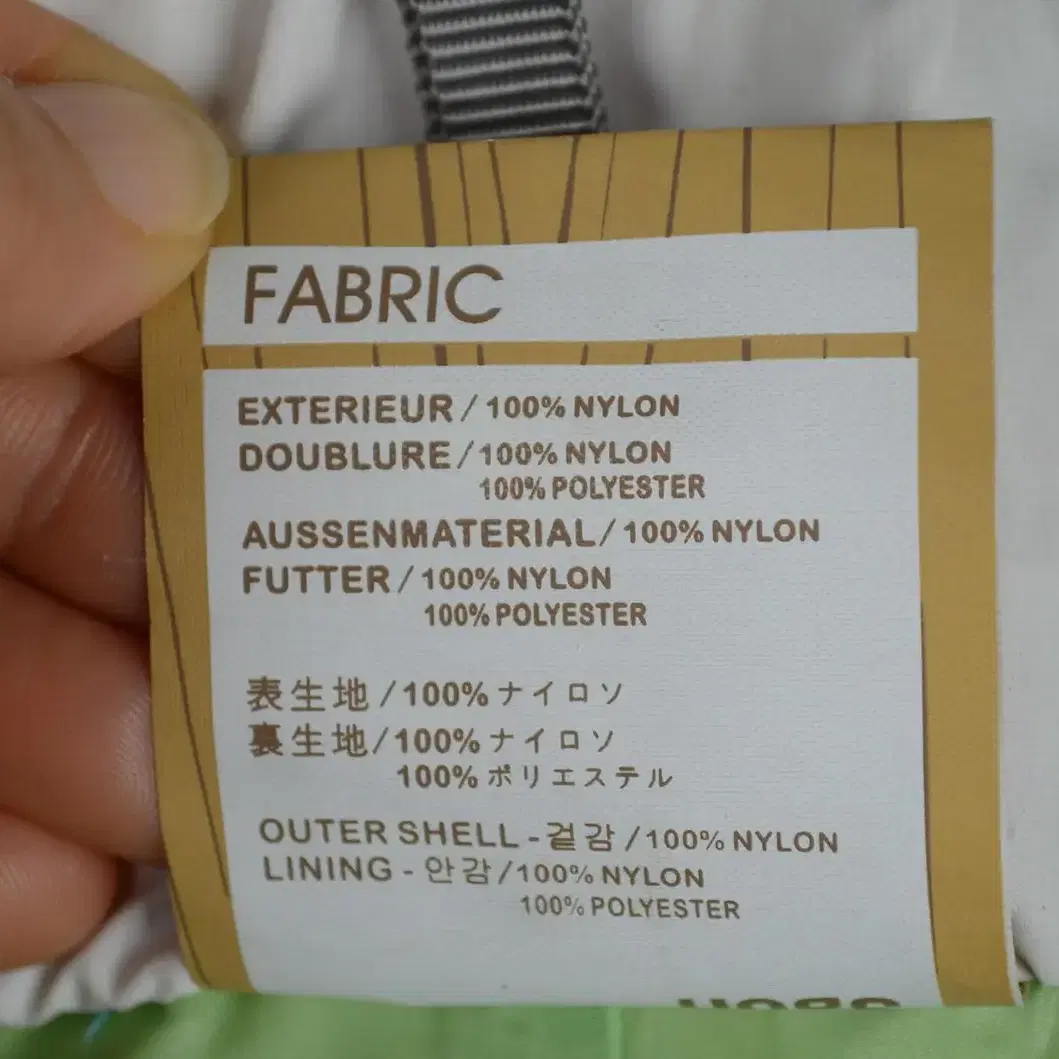 FABRIC
EXTERIEUR / 100% NYLON
DOUBLURE / 100% NYLON
100% POLYESTER
AUSSENMATERIAL / 100% NYLON
FUTTER / 100% NYLON
100% POLYESTER
表生地 / 100% ナイロソ
裏生地 / 100% ナイロソ
100% ポリエステル
OUTER SHELL - 겉감 / 100% NYLON
LINING - 안감 / 100% NYLON
100% POLYESTER